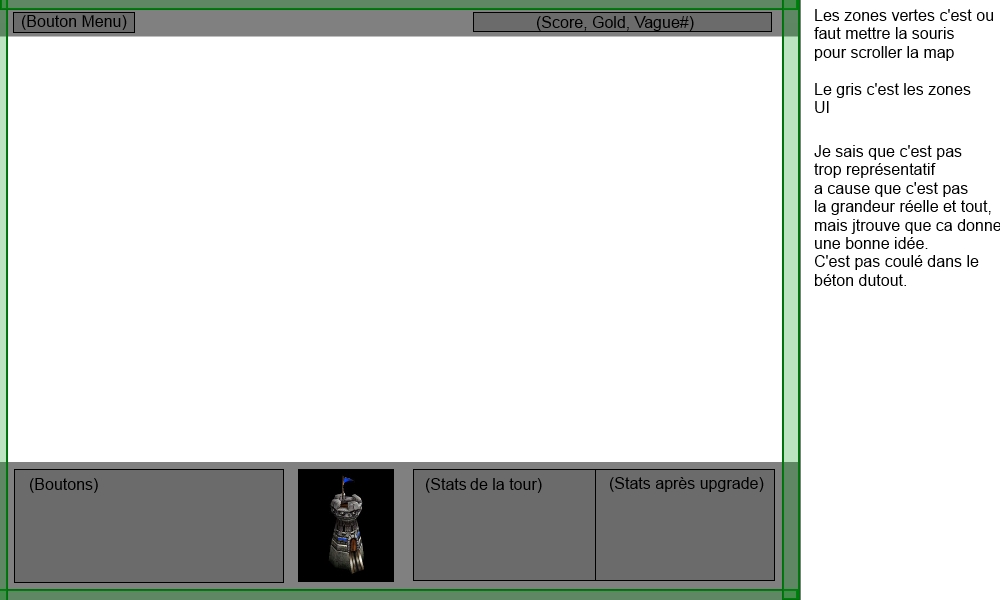 (Bouton Menu)
(Score, Gold, Vague#)
Les zones vertes c'est ou
faut mettre la souris
pour scroller la map
Le gris c'est les zones
UI
Je sais que c'est pas
trop représentatif
a cause que c'est pas
la grandeur réelle et tout,
mais jtrouve que ca donne
une bonne idée.
C'est pas coulé dans le
béton dutout.
(Boutons)
(Stats de la tour)
(Stats après upgrade)